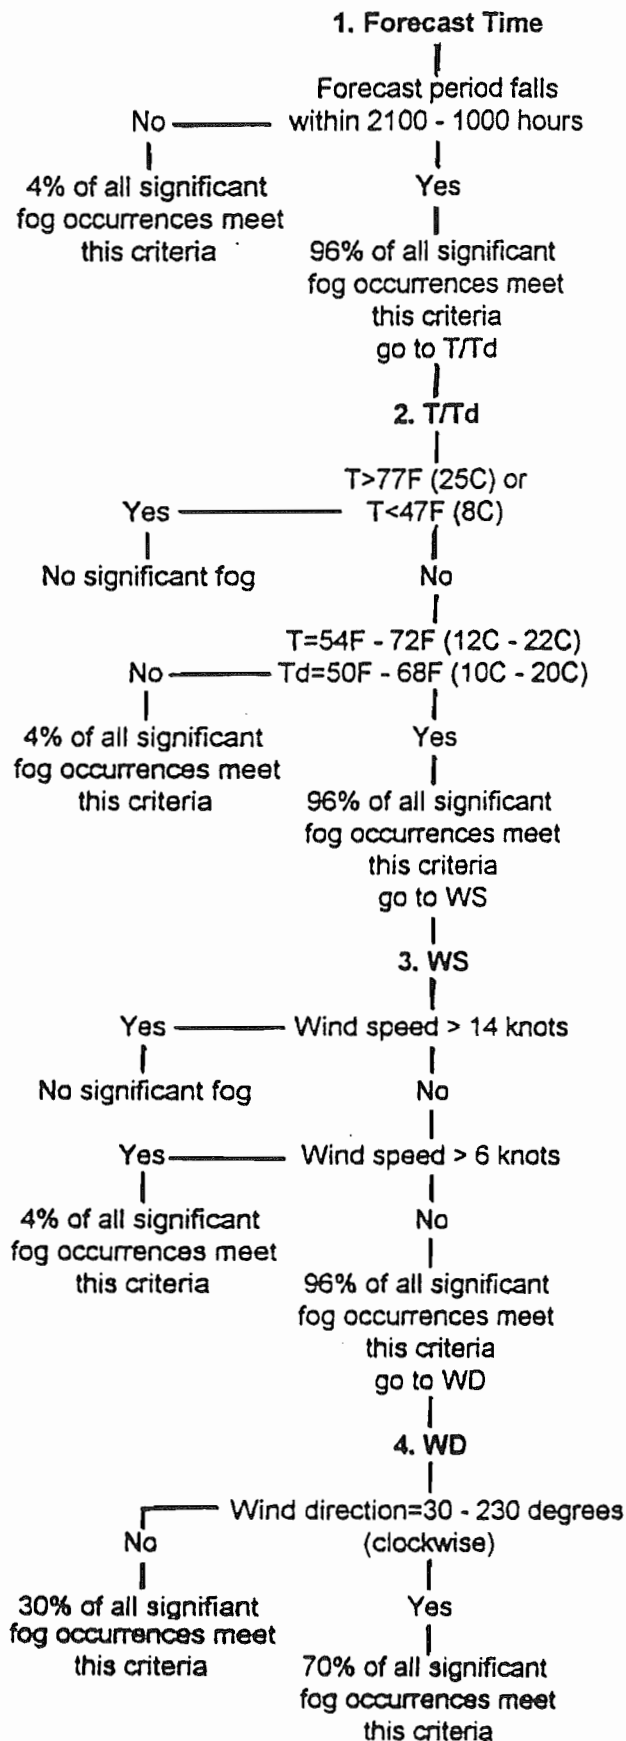 1. Forecast Time
Forecast period falls
No
within 2100 - 1000 hours
4% of all significant
fog occurrences meet
this criteria
Yes
96% of all significant
fog occurrences meet
this criteria
go to T/Td
2. T/Td
T>77F (25C) or
Yes
T<47F (8C)
No significant fog
No
T=54F - 72F (12C - 22C)
No
Td=50F - 68F (10C - 20C)
4% of all significant
fog occurrences meet
this criteria
Yes
96% of all significant
fog occurrences meet
this criteria
go to WS
3. WS
Yes
Wind speed > 14 knots
No significant fog
No
Yes
Wind speed > 6 knots
4% of all significant
fog occurrences meet
this criteria
No
96% of all significant
fog occurrences meet
this criteria
go to WD
4. WD
Wind direction=30 - 230 degrees
(clockwise)
No
30% of all signifiant
fog occurrences meet
this criteria
Yes
70% of all significant
fog occurrences meet
this criteria